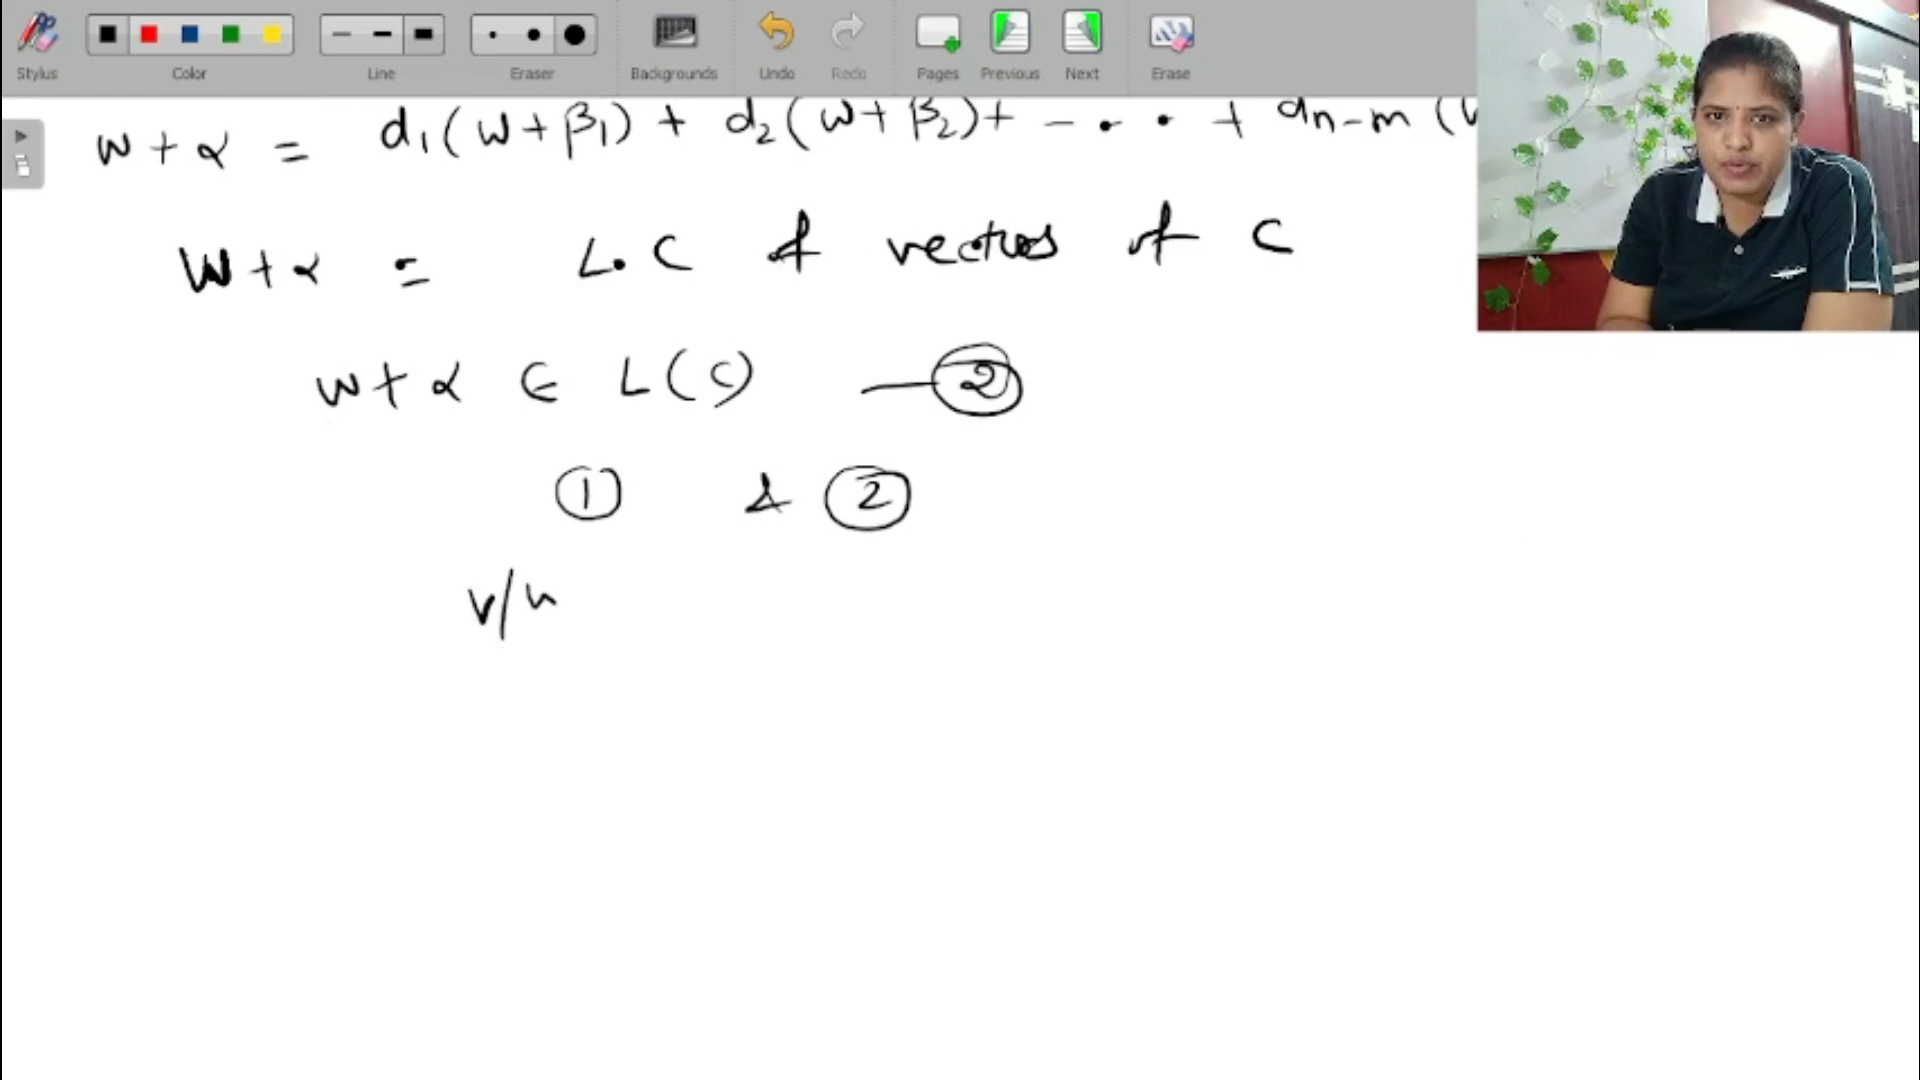 Stylus Color Line Eraser Backgrounds Undo Redo Pages Previous Next Erase
w + α = d₁(w + β₁) + d₂(w + β₂) + - • • + dn-m (
w + α = L.C of vectors of C
w + α ∈ L(C) — ②
① & ②
v/w